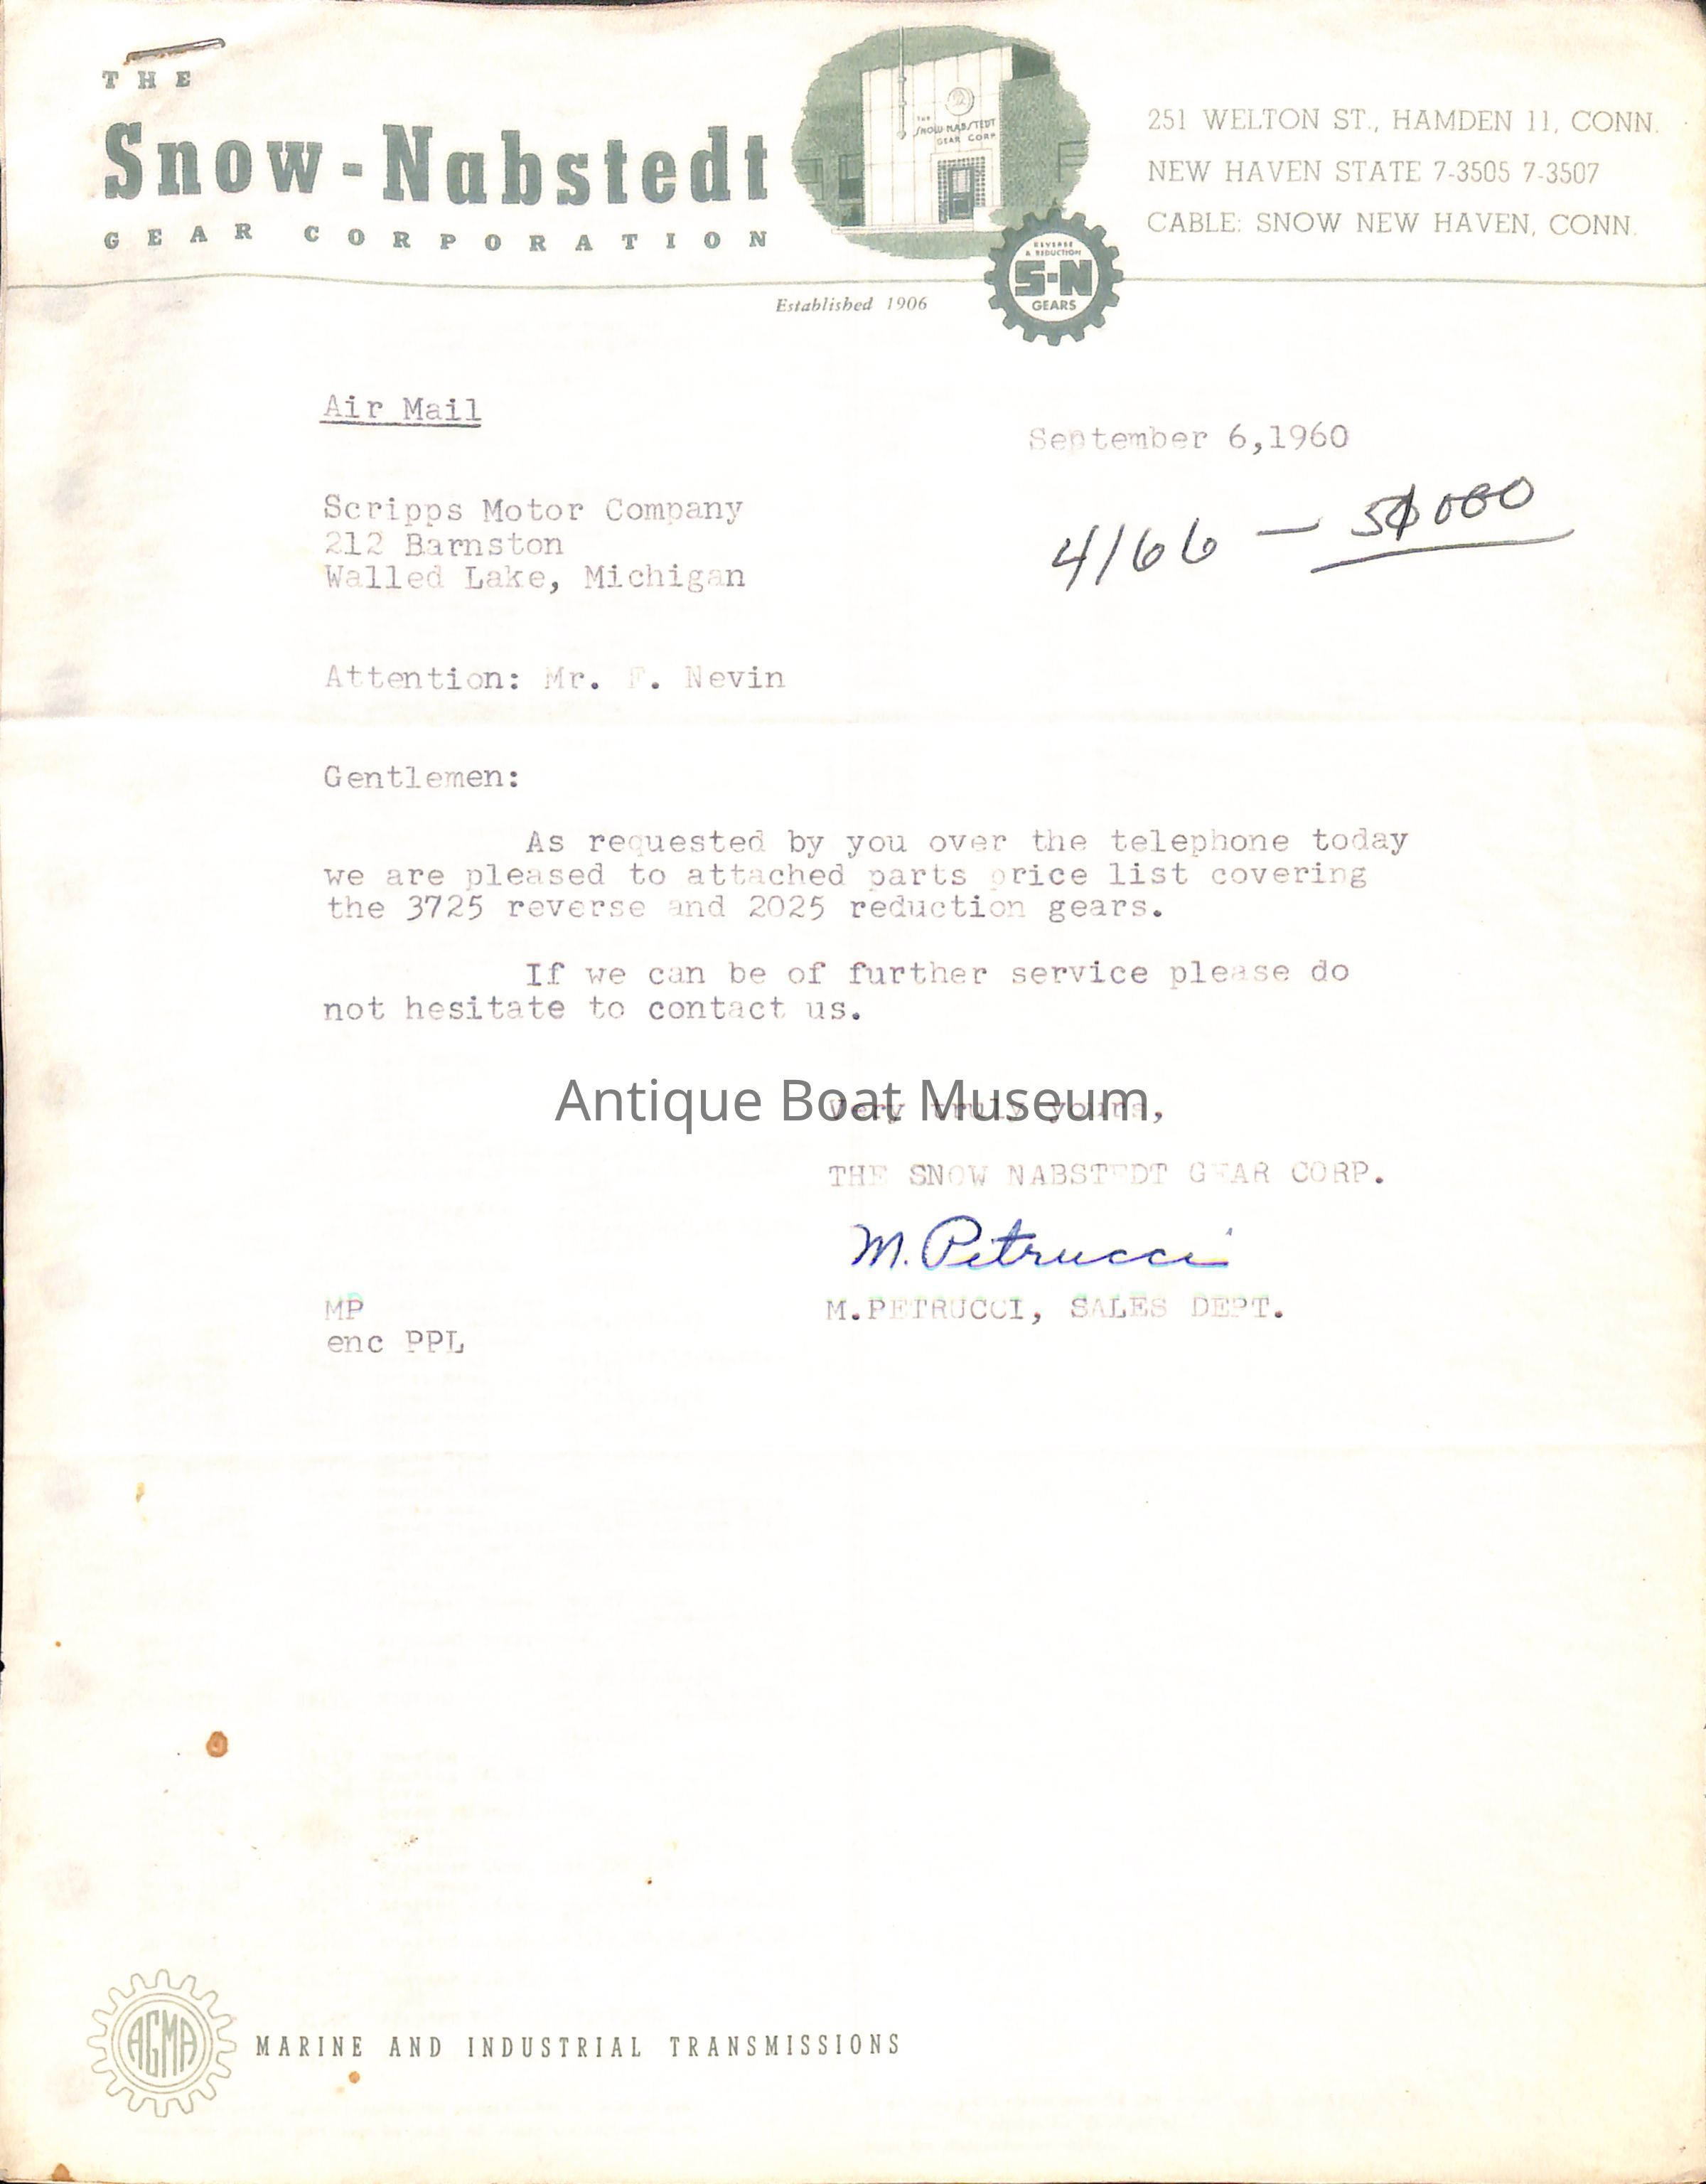 THE
Snow-Nabstedt
GEAR CORPORATION
THE
SNOW-NABSTEDT
GEAR CORP
251 WELTON ST., HAMDEN 11, CONN.
NEW HAVEN STATE 7-3505 7-3507
CABLE: SNOW NEW HAVEN, CONN.
REVERSE
& REDUCTION
S-N
GEARS
Established 1906
Air Mail
September 6,1960
Scripps Motor Company
212 Barnston
Walled Lake, Michigan
4166 —
Attention: Mr. F. Nevin
Gentlemen:
As requested by you over the telephone today
we are pleased to attached parts price list covering
the 3725 reverse and 2025 reduction gears.
If we can be of further service please do
not hesitate to contact us.
Antique Boat Museum
Very truly yours,
THE SNOW NABSTEDT GEAR CORP.
M. Petrucci
MP
M.PETRUCCI, SALES DEPT.
enc PPL
AGMA
MARINE AND INDUSTRIAL TRANSMISSIONS